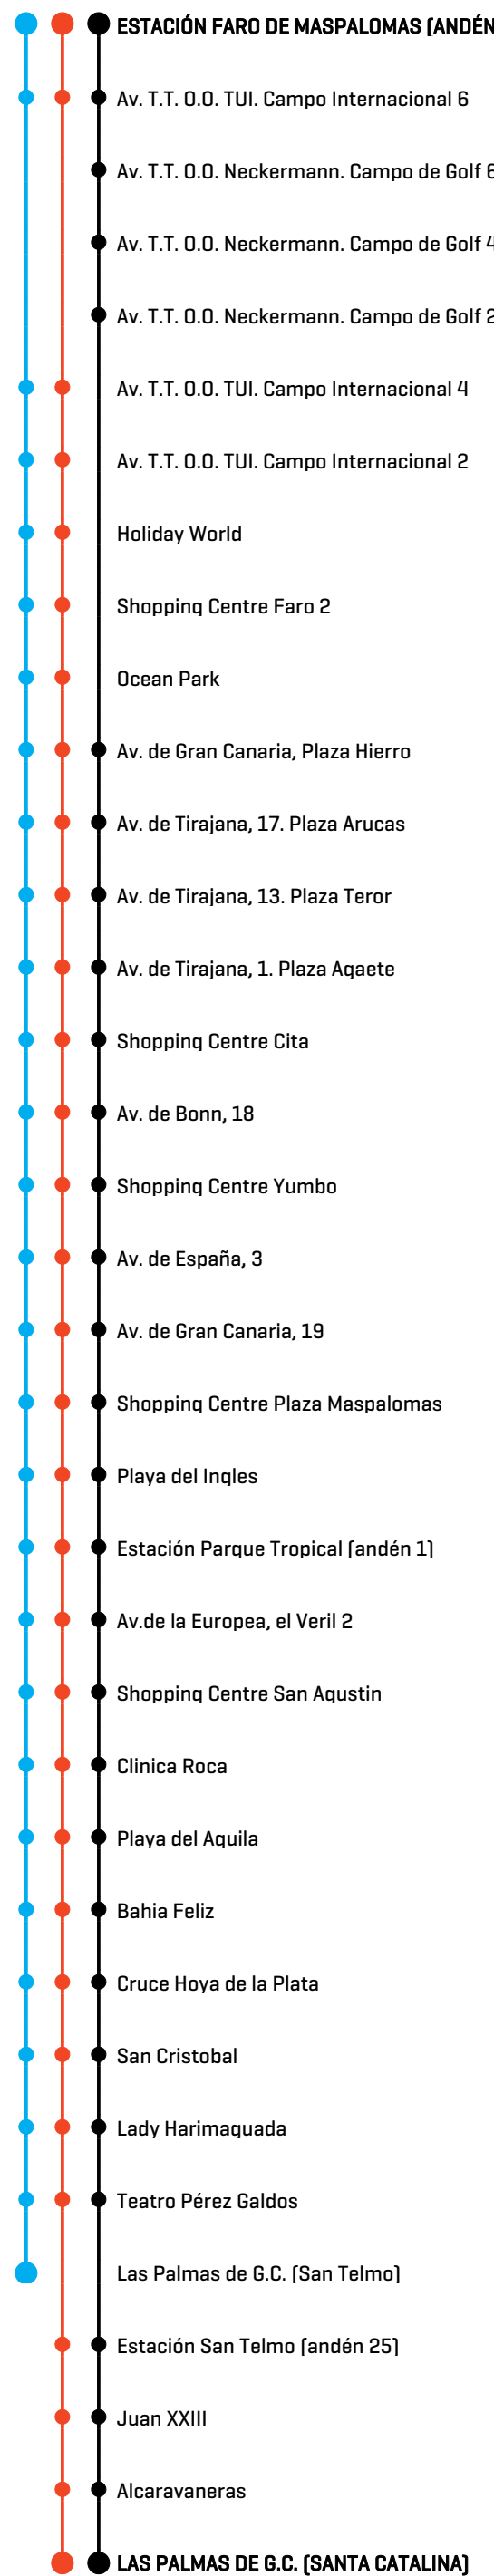 ESTACIÓN FARO DE MASPALOMAS (ANDÉN
Av. T.T. O.O. TUI. Campo Internacional 6
Av. T.T. O.O. Neckermann. Campo de Golf 6
Av. T.T. O.O. Neckermann. Campo de Golf 4
Av. T.T. O.O. Neckermann. Campo de Golf 2
Av. T.T. O.O. TUI. Campo Internacional 4
Av. T.T. O.O. TUI. Campo Internacional 2
Holiday World
Shopping Centre Faro 2
Ocean Park
Av. de Gran Canaria, Plaza Hierro
Av. de Tirajana, 17. Plaza Arucas
Av. de Tirajana, 13. Plaza Teror
Av. de Tirajana, 1. Plaza Agaete
Shopping Centre Cita
Av. de Bonn, 18
Shopping Centre Yumbo
Av. de España, 3
Av. de Gran Canaria, 19
Shopping Centre Plaza Maspalomas
Playa del Ingles
Estación Parque Tropical (andén 1)
Av.de la Europea, el Veril 2
Shopping Centre San Agustin
Clinica Roca
Playa del Aguila
Bahia Feliz
Cruce Hoya de la Plata
San Cristobal
Lady Harimaguada
Teatro Pérez Galdos
Las Palmas de G.C. (San Telmo)
Estación San Telmo (andén 25)
Juan XXIII
Alcaravaneras
LAS PALMAS DE G.C. (SANTA CATALINA)